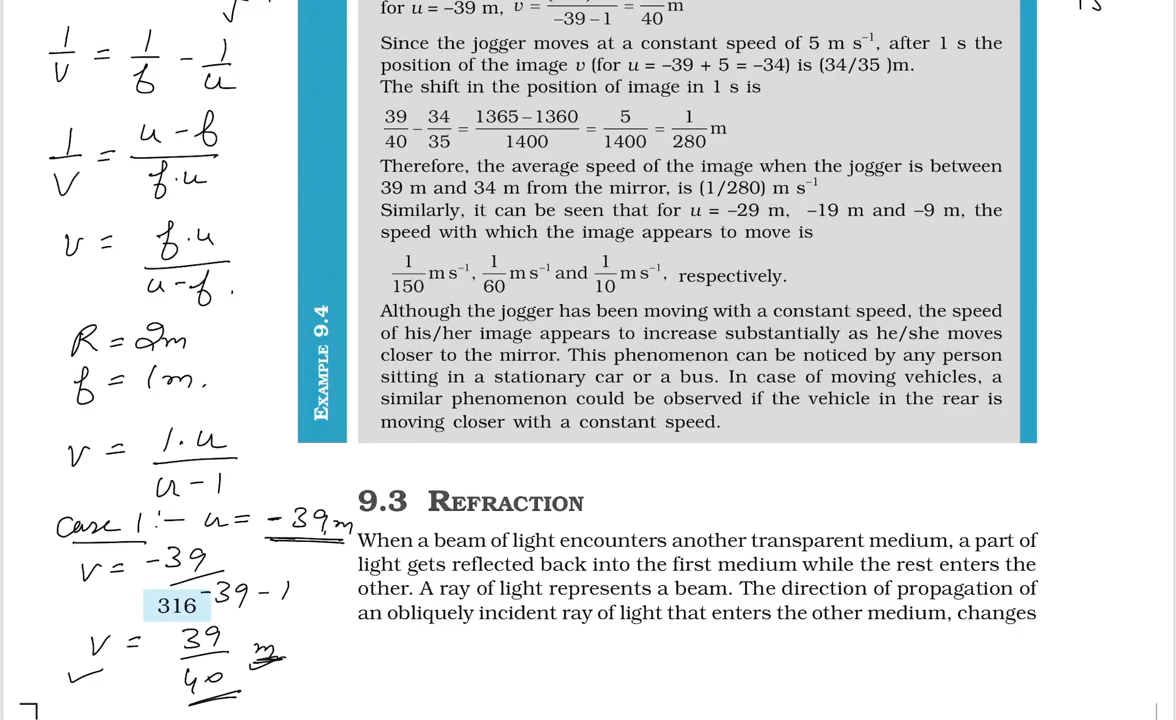 1/v = 1/f - 1/u
1/v = (u - f)/(f·u)
v = (f·u)/(u - f).
R = 2m
f = 1m.
v = (1·u)/(u - 1)
Case 1 :- u = -39m
v = -39/(-39 - 1)
v = 39/40 m
316
for u = –39 m, v = /(–39 – 1) = /40 m
Since the jogger moves at a constant speed of 5 m s⁻¹, after 1 s the
position of the image v (for u = –39 + 5 = –34) is (34/35 )m.
The shift in the position of image in 1 s is
39/40 − 34/35 = (1365 − 1360)/1400 = 5/1400 = 1/280 m
Therefore, the average speed of the image when the jogger is between
39 m and 34 m from the mirror, is (1/280) m s⁻¹
Similarly, it can be seen that for u = –29 m, –19 m and –9 m, the
speed with which the image appears to move is
1/150 m s⁻¹, 1/60 m s⁻¹ and 1/10 m s⁻¹, respectively.
Although the jogger has been moving with a constant speed, the speed
of his/her image appears to increase substantially as he/she moves
closer to the mirror. This phenomenon can be noticed by any person
sitting in a stationary car or a bus. In case of moving vehicles, a
similar phenomenon could be observed if the vehicle in the rear is
moving closer with a constant speed.
EXAMPLE 9.4
9.3 REFRACTION
When a beam of light encounters another transparent medium, a part of
light gets reflected back into the first medium while the rest enters the
other. A ray of light represents a beam. The direction of propagation of
an obliquely incident ray of light that enters the other medium, changes